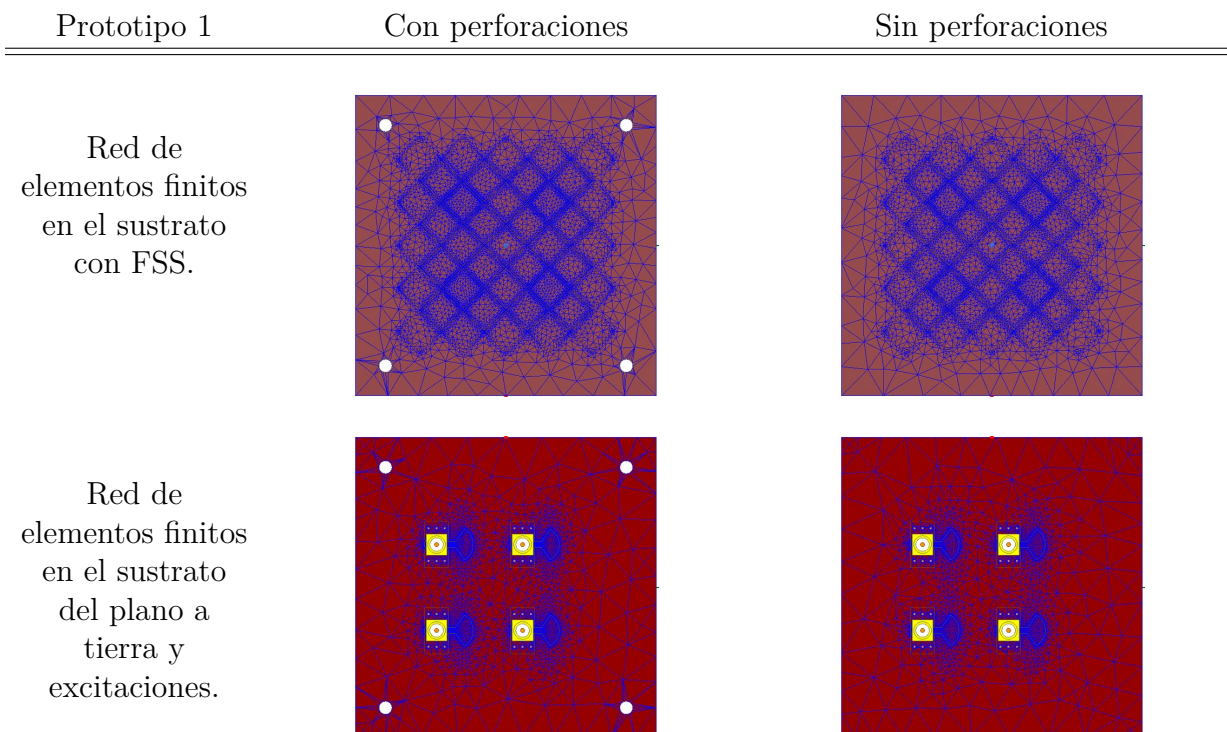 Prototipo 1
Con perforaciones
Sin perforaciones
Red de
elementos finitos
en el sustrato
con FSS.
Red de
elementos finitos
en el sustrato
del plano a
tierra y
excitaciones.